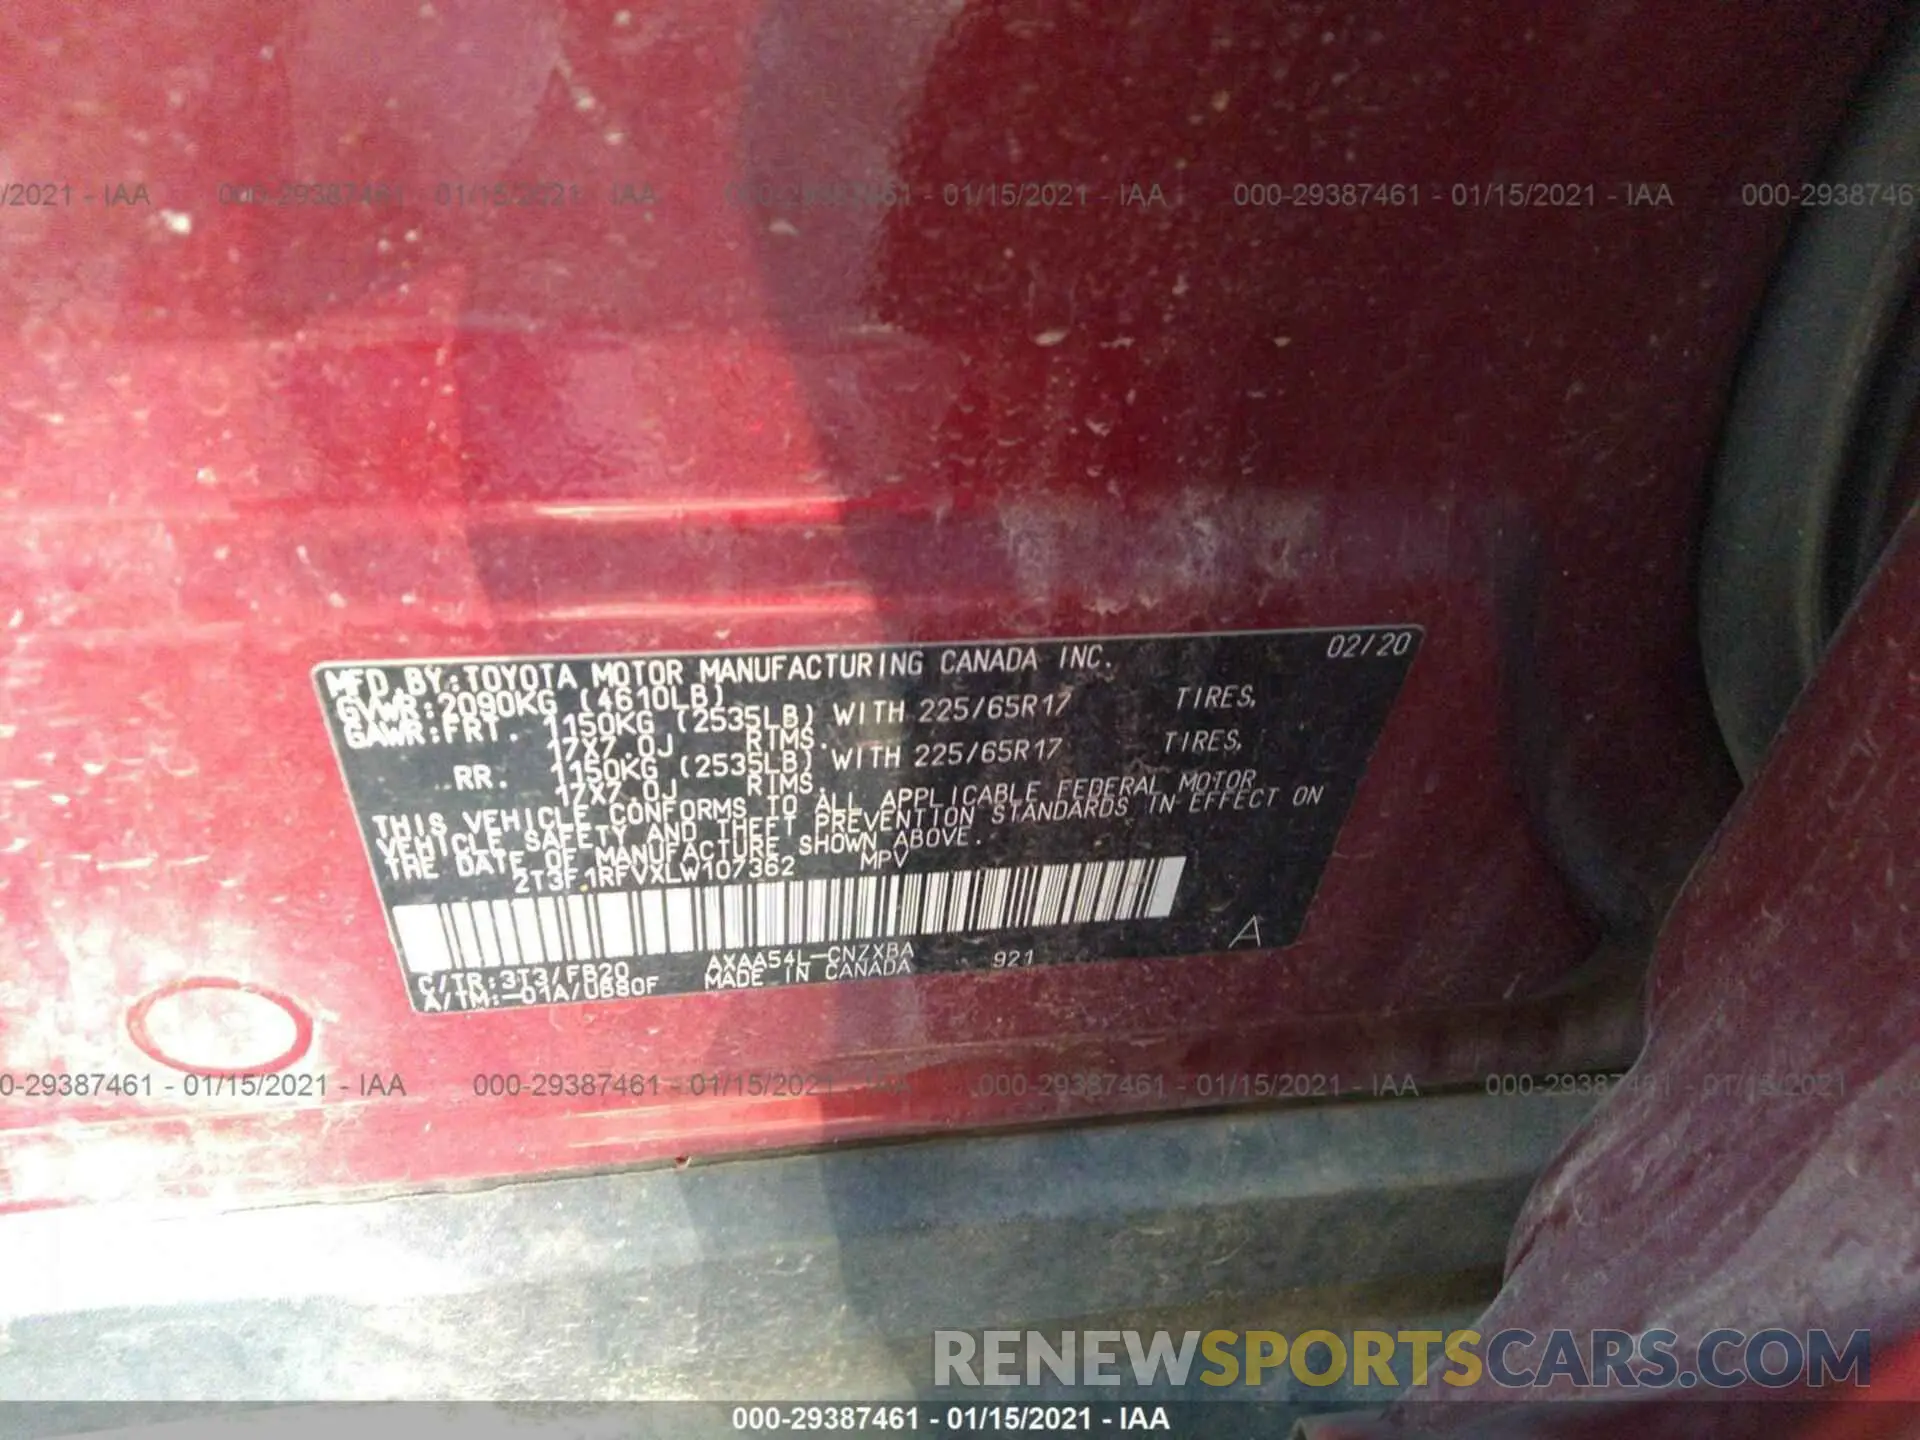 /2021 - IAA 000-29387461 - 01/15/2021 - IAA 000-29387461 - 01/15/2021 - IAA 000-29387461 - 01/15/2021 - IAA 000-2938746
MFD.BY:TOYOTA MOTOR MANUFACTURING CANADA INC. 02/20
GVWR:2090KG (4610LB)
GAWR:FRT. 1150KG (2535LB) WITH 225/65R17 TIRES,
17X7.0J RIMS.
RR. 1150KG (2535LB) WITH 225/65R17 TIRES,
17X7.0J RIMS.
THIS VEHICLE CONFORMS TO ALL APPLICABLE FEDERAL MOTOR
VEHICLE SAFETY AND THEFT PREVENTION STANDARDS IN EFFECT ON
THE DATE OF MANUFACTURE SHOWN ABOVE.
2T3F1RFVXLW107362 MPV
A
C/TR:3T3/FB20 AXAA54L-CNZXBA 921
A/TM:-01A/UB80F MADE IN CANADA
0-29387461 - 01/15/2021 - IAA 000-29387461 - 01/15/2021 - IAA 000-29387461 - 01/15/2021 - IAA 000-29387461 - 01/15/2021
RENEWSPORTSCARS.COM
000-29387461 - 01/15/2021 - IAA